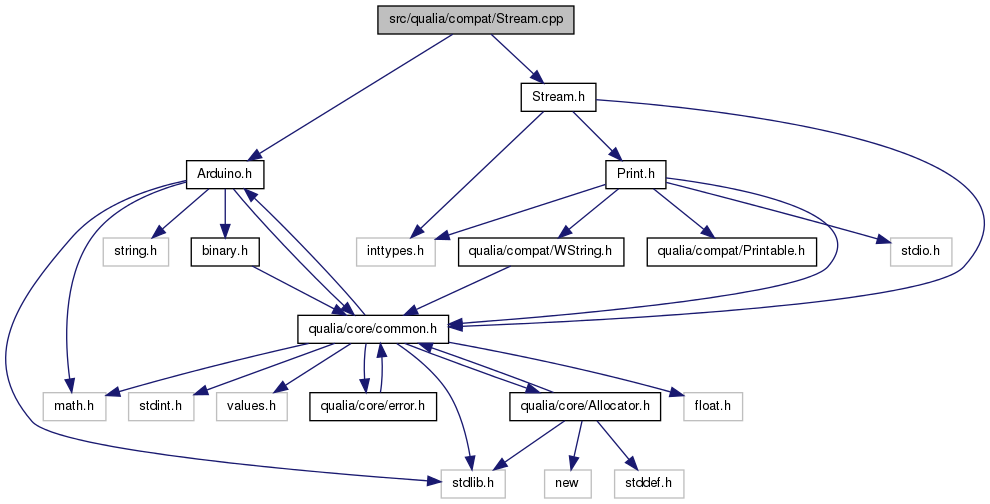 src/qualia/compat/Stream.cpp
Stream.h
Arduino.h
Print.h
string.h
binary.h
inttypes.h
qualia/compat/WString.h
qualia/compat/Printable.h
stdio.h
qualia/core/common.h
math.h
stdint.h
values.h
qualia/core/error.h
qualia/core/Allocator.h
float.h
stdlib.h
new
stddef.h